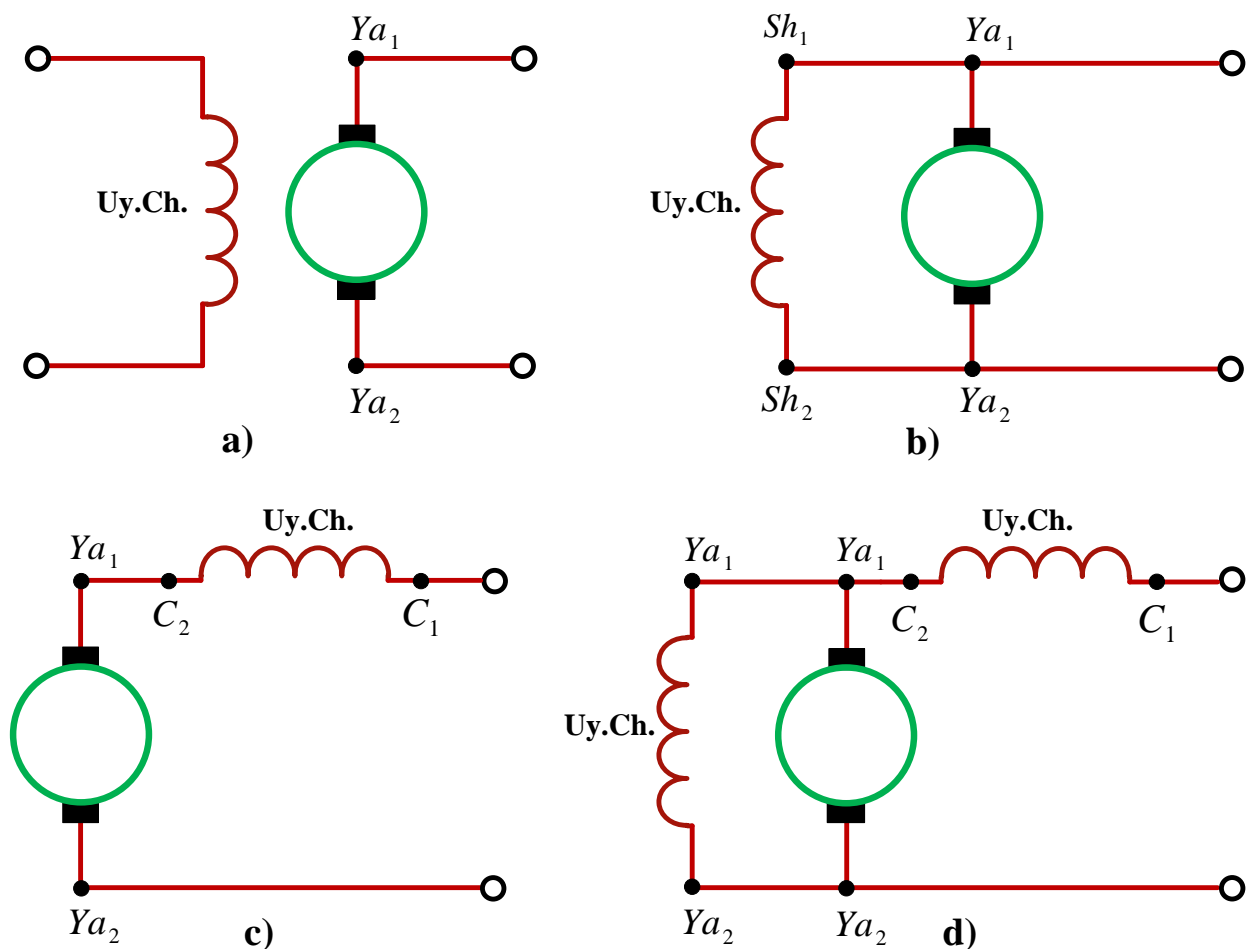 Ya₁
Uy.Ch.
Ya₂
a)
Sh₁ Ya₁
Uy.Ch.
Sh₂ Ya₂
b)
Uy.Ch.
Ya₁
C₂ C₁
Ya₂
c)
Uy.Ch.
Ya₁ Ya₁
C₂ C₁
Uy.Ch.
Ya₂ Ya₂
d)